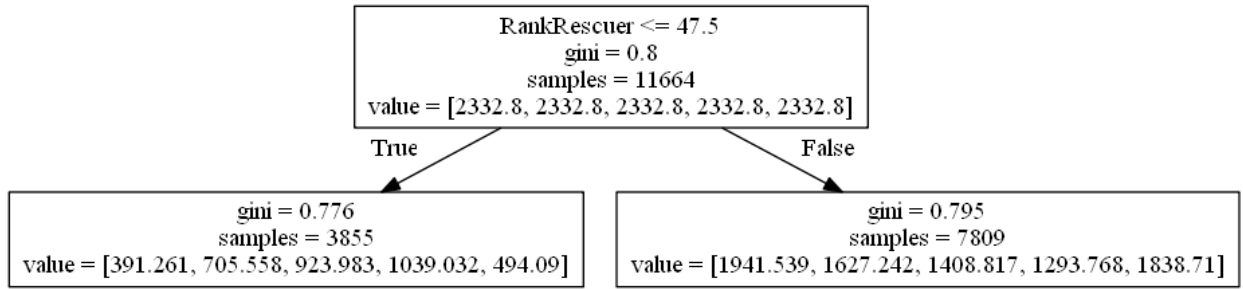 RankRescuer <= 47.5
gini = 0.8
samples = 11664
value = [2332.8, 2332.8, 2332.8, 2332.8, 2332.8]
True
False
gini = 0.776
samples = 3855
value = [391.261, 705.558, 923.983, 1039.032, 494.09]
gini = 0.795
samples = 7809
value = [1941.539, 1627.242, 1408.817, 1293.768, 1838.71]